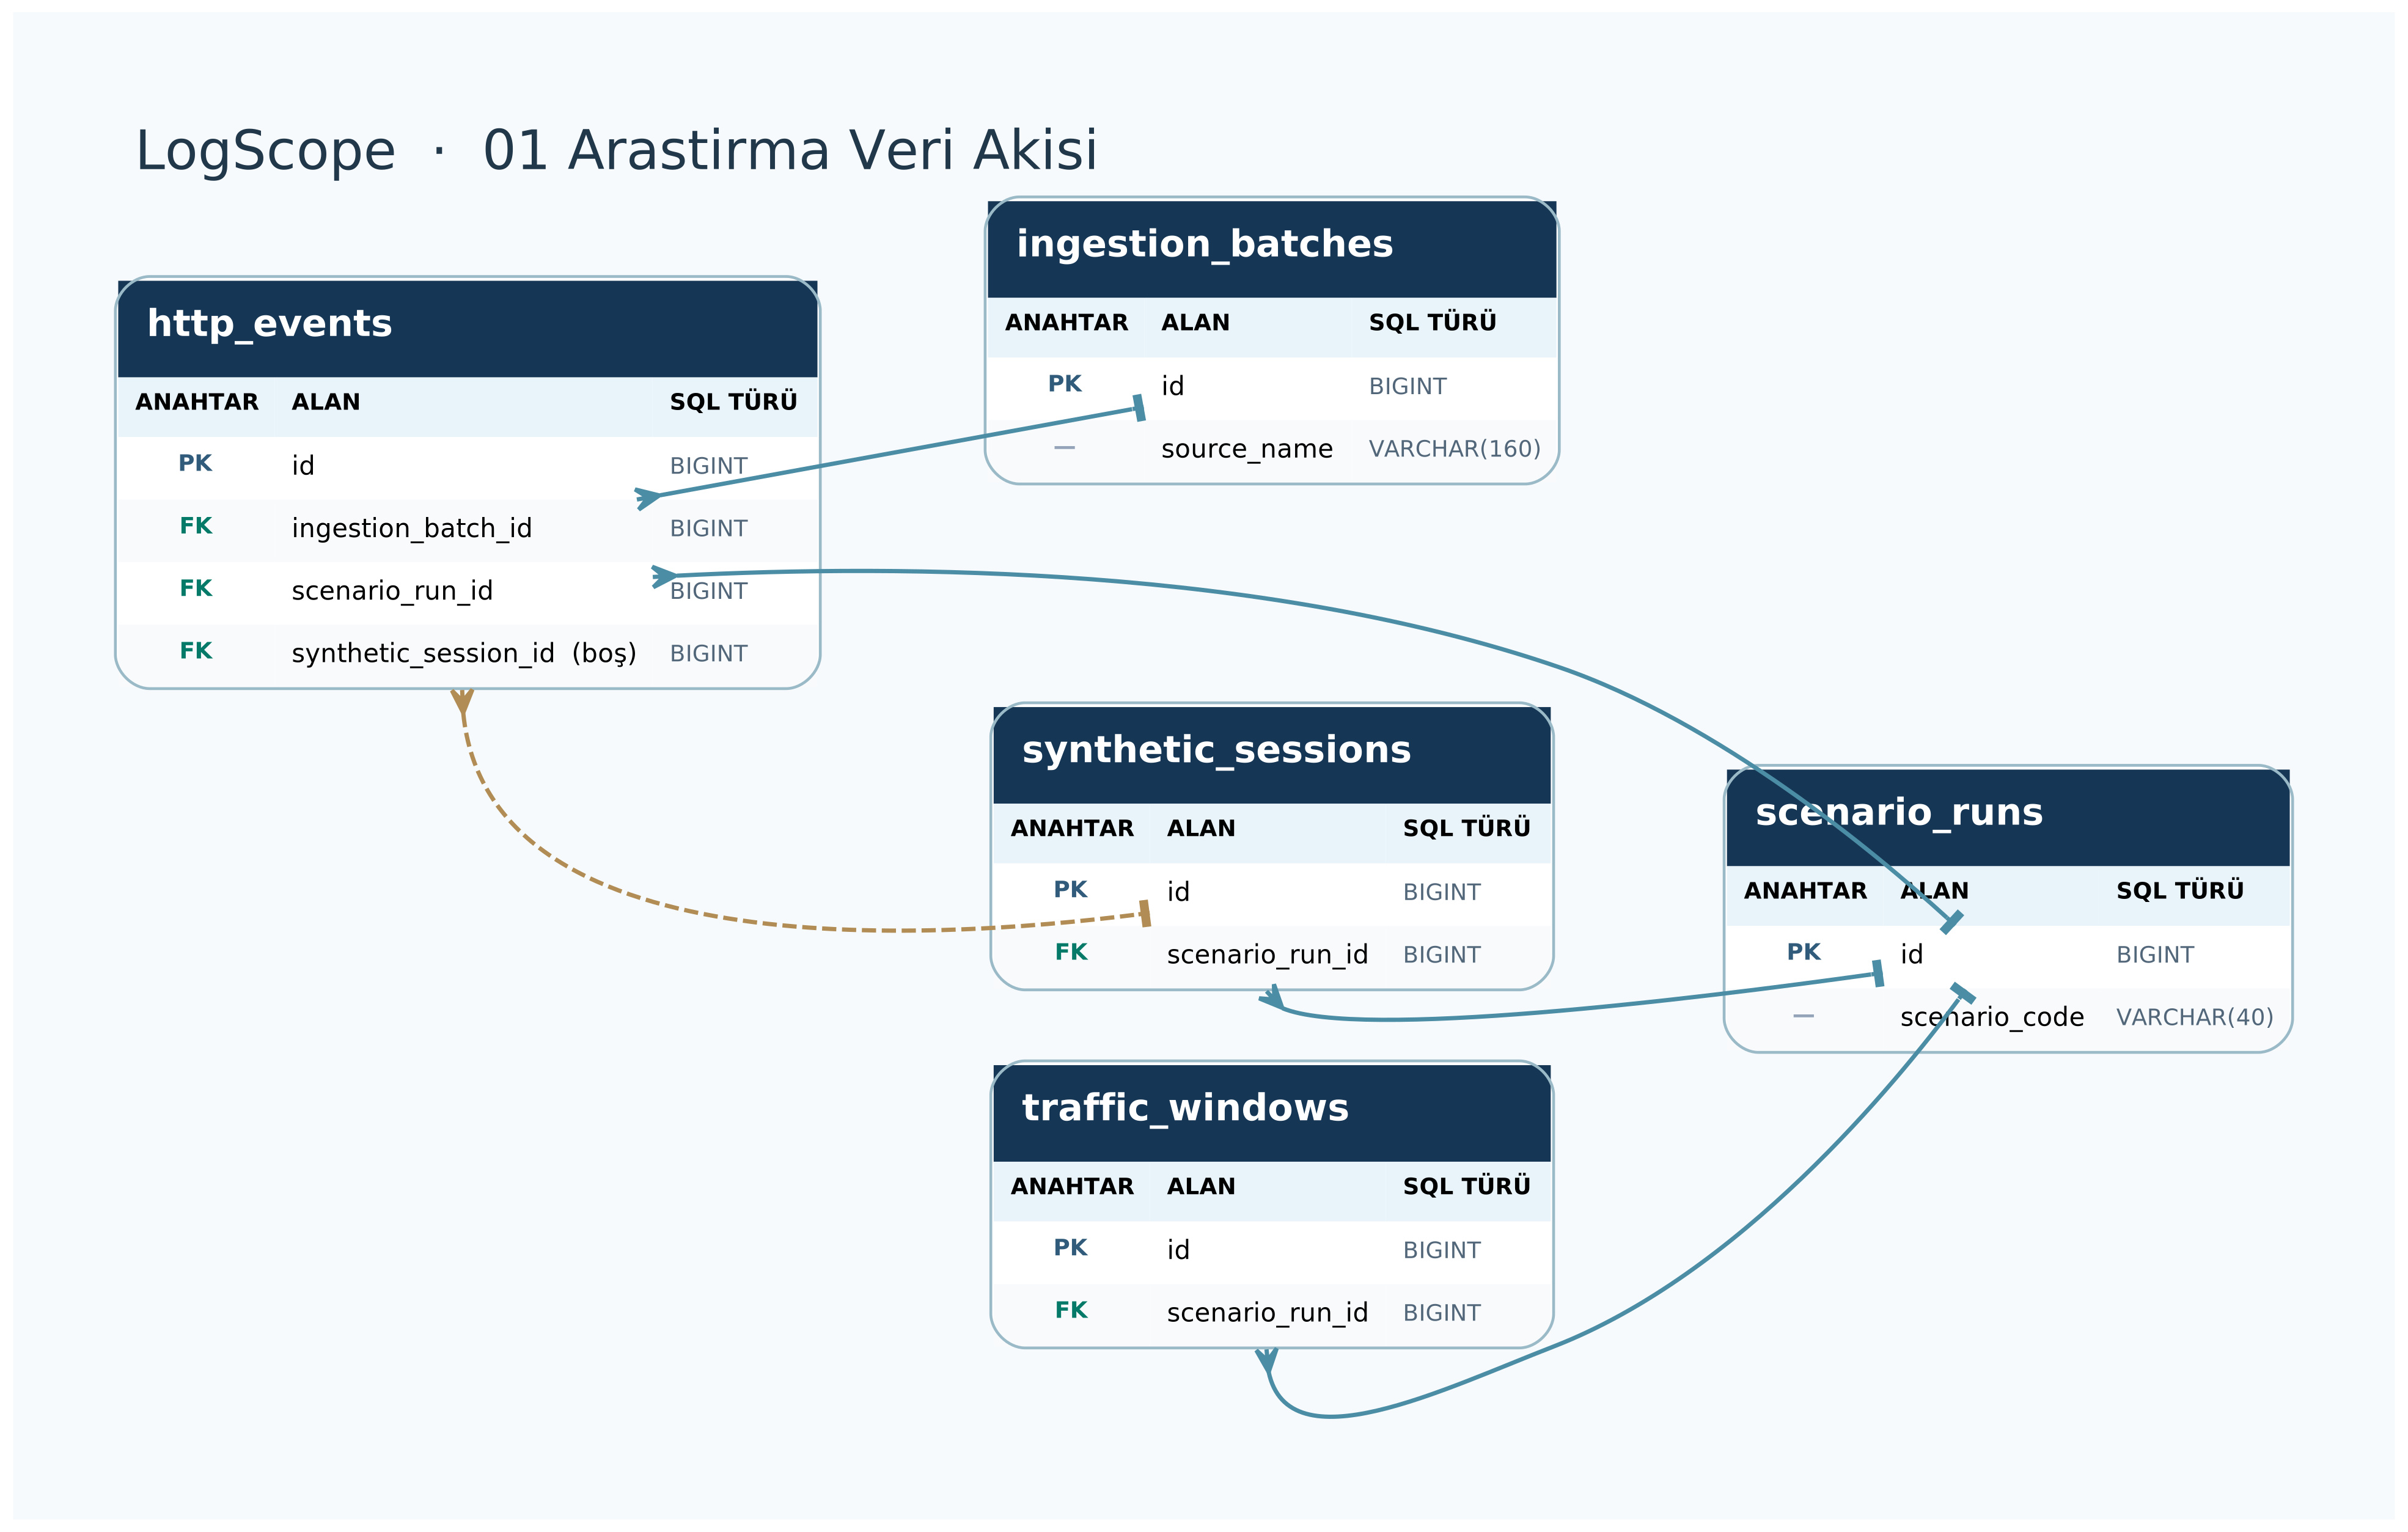 LogScope · 01 Arastirma Veri Akisi
http_events
ANAHTAR ALAN SQL TÜRÜ
PK id BIGINT
FK ingestion_batch_id BIGINT
FK scenario_run_id BIGINT
FK synthetic_session_id (boş) BIGINT
ingestion_batches
ANAHTAR ALAN SQL TÜRÜ
PK id BIGINT
— source_name VARCHAR(160)
synthetic_sessions
ANAHTAR ALAN SQL TÜRÜ
PK id BIGINT
FK scenario_run_id BIGINT
scenario_runs
ANAHTAR ALAN SQL TÜRÜ
PK id BIGINT
— scenario_code VARCHAR(40)
traffic_windows
ANAHTAR ALAN SQL TÜRÜ
PK id BIGINT
FK scenario_run_id BIGINT